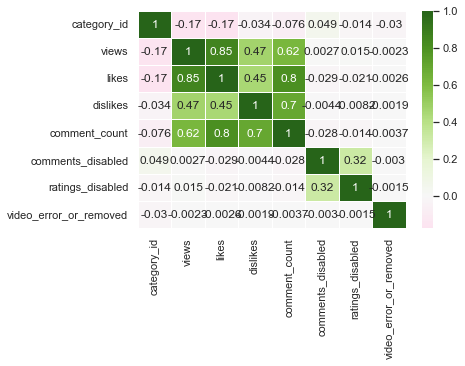 category_id 1 -0.17 -0.17 -0.034 -0.076 0.049 -0.014 -0.03
views -0.17 1 0.85 0.47 0.62 0.0027 0.015 -0.0023
likes -0.17 0.85 1 0.45 0.8 -0.029 -0.021 -0.0026
dislikes -0.034 0.47 0.45 1 0.7 -0.0044 -0.0082 -0.0019
comment_count -0.076 0.62 0.8 0.7 1 -0.028 -0.014 -0.0037
comments_disabled 0.049 0.0027 -0.029 -0.0044 -0.028 1 0.32 -0.003
ratings_disabled -0.014 0.015 -0.021 -0.0082 -0.014 0.32 1 -0.0015
video_error_or_removed -0.03 -0.0023 -0.0026 -0.0019 -0.0037 -0.003 -0.0015 1
category_id
views
likes
dislikes
comment_count
comments_disabled
ratings_disabled
video_error_or_removed
1.0
0.8
0.6
0.4
0.2
0.0